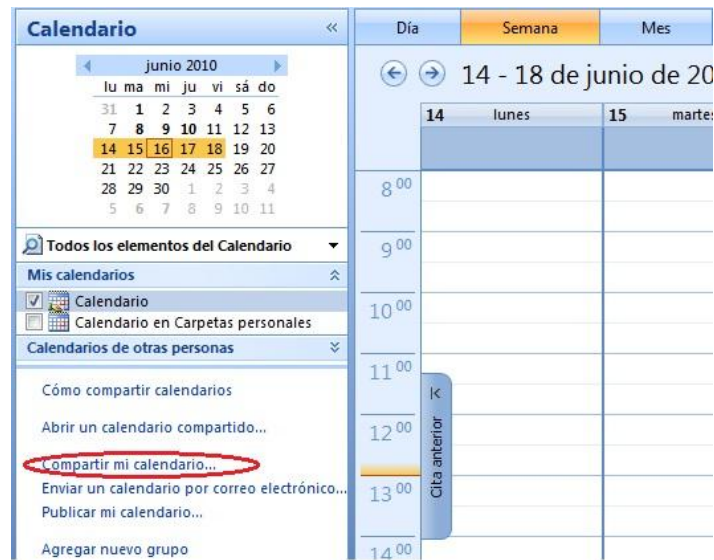 Calendario «
junio 2010
lu ma mi ju vi sá do
31 1 2 3 4 5 6
7 8 9 10 11 12 13
14 15 16 17 18 19 20
21 22 23 24 25 26 27
28 29 30 1 2 3 4
5 6 7 8 9 10 11
Todos los elementos del Calendario
Mis calendarios
Calendario
Calendario en Carpetas personales
Calendarios de otras personas
Cómo compartir calendarios
Abrir un calendario compartido...
Compartir mi calendario...
Enviar un calendario por correo electrónico...
Publicar mi calendario...
Agregar nuevo grupo
Día Semana Mes
14 - 18 de junio de 20
14 lunes 15 martes
8 00
9 00
10 00
11 00
12 00
13 00
14 00
Cita anterior